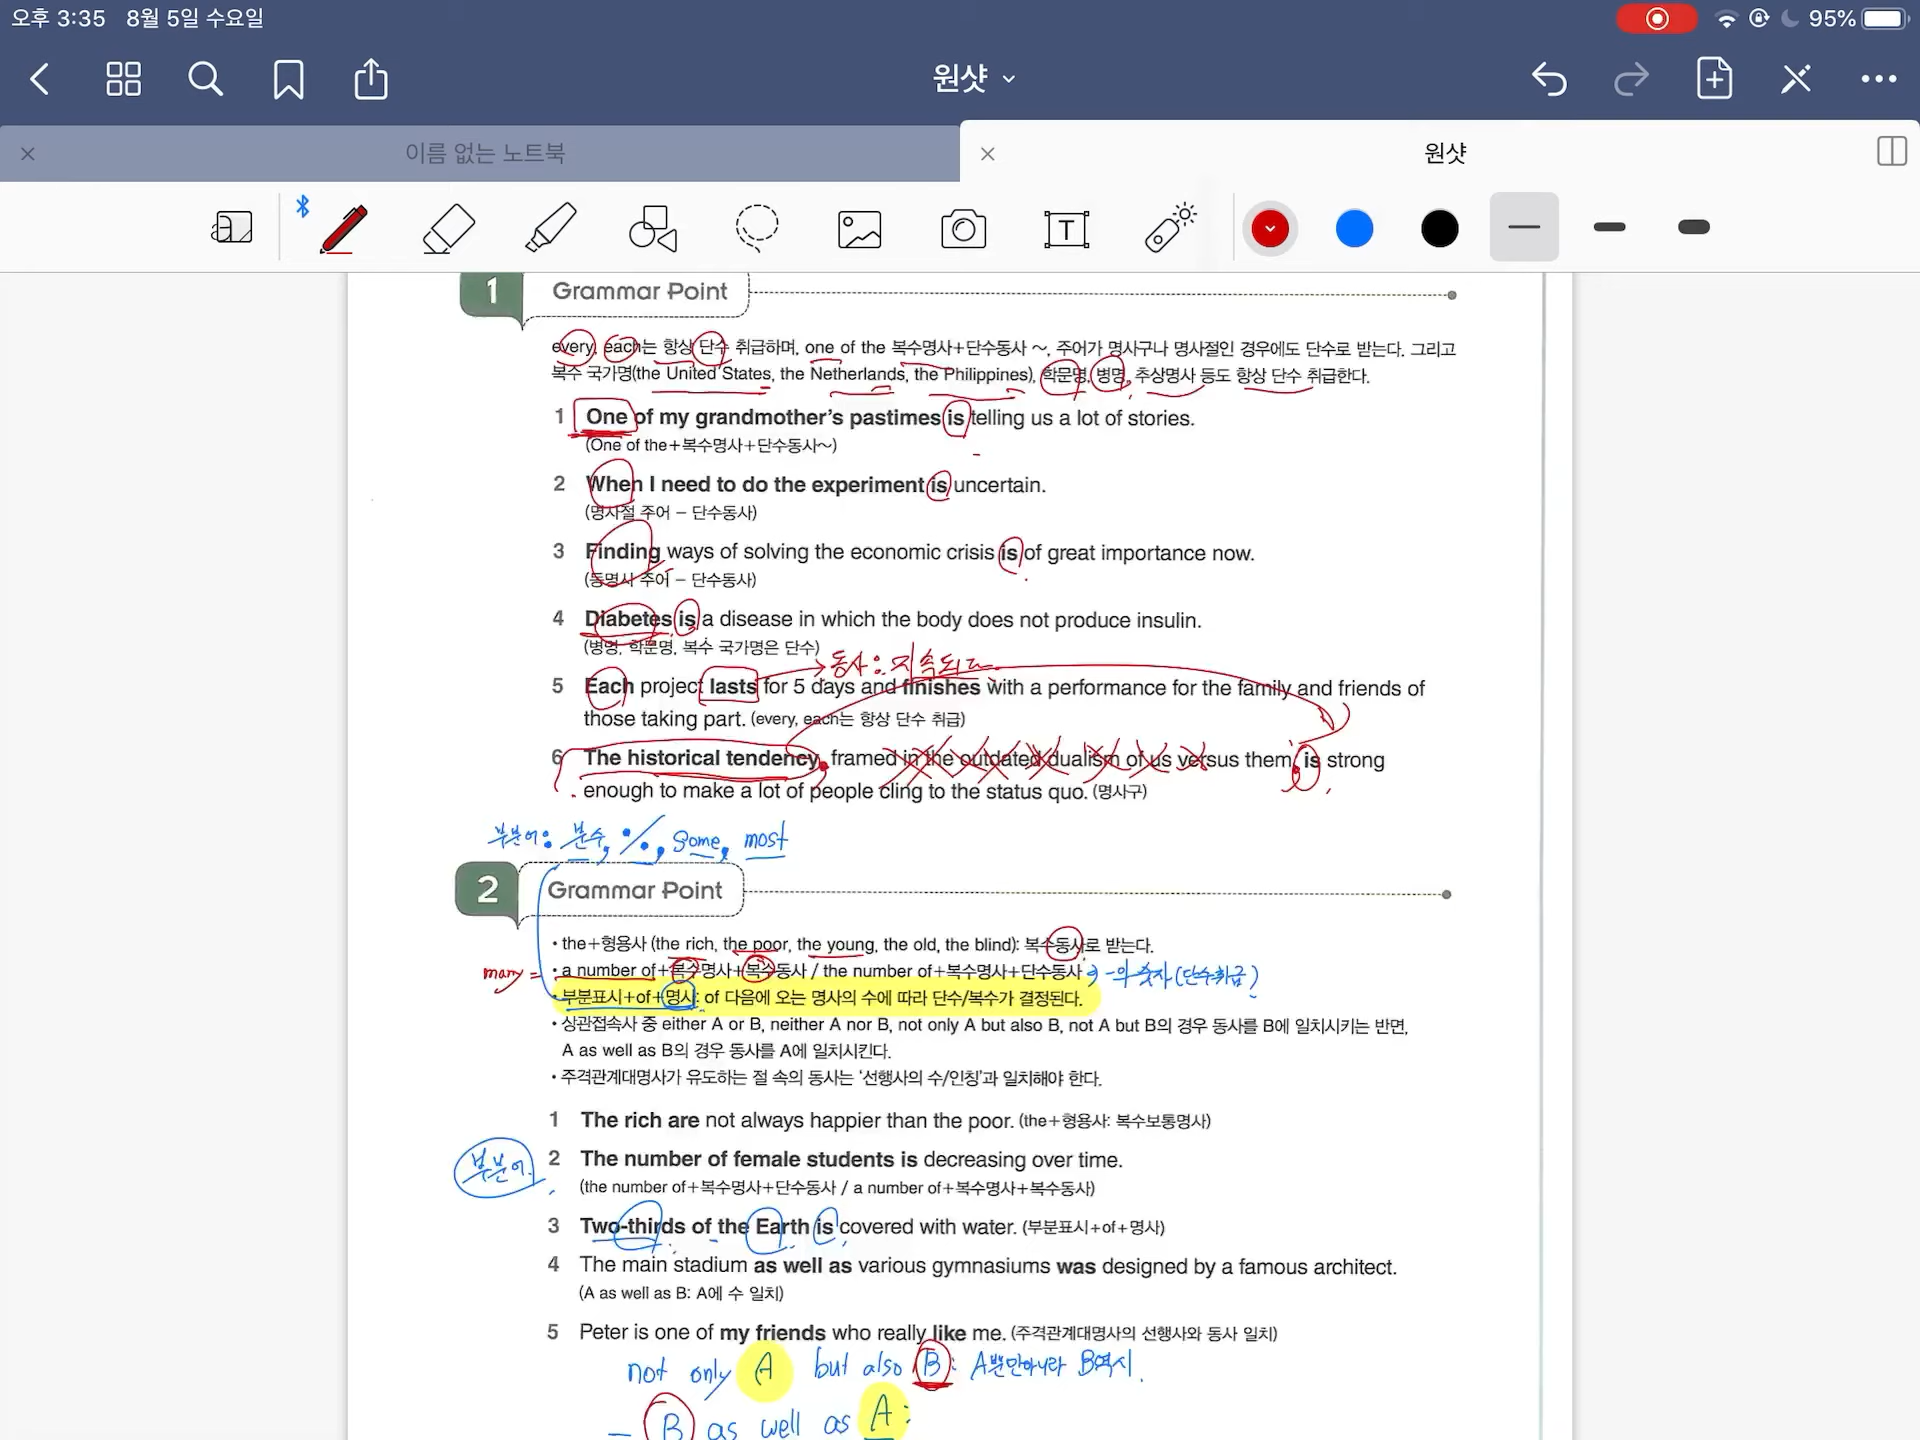 오후 3:35 8월 5일 수요일
95%
원샷
이름 없는 노트북
원샷
T
1 Grammar Point
every, each는 항상 단수 취급하며, one of the 복수명사+단수동사 ~, 주어가 명사구나 명사절인 경우에도 단수로 받는다. 그리고
복수 국가명(the United States, the Netherlands, the Philippines), 학문명, 병명, 추상명사 등도 항상 단수 취급한다.
1 One of my grandmother's pastimes is telling us a lot of stories.
(One of the+복수명사+단수동사~)
2 When I need to do the experiment is uncertain.
(명사절 주어 – 단수동사)
3 Finding ways of solving the economic crisis is of great importance now.
(동명사 주어 – 단수동사)
4 Diabetes is a disease in which the body does not produce insulin.
(병명, 학문명, 복수 국가명은 단수)
동사: 지속되다
5 Each project lasts for 5 days and finishes with a performance for the family and friends of
those taking part. (every, each는 항상 단수 취급)
6 The historical tendency, framed in the outdated dualism of us versus them, is strong
enough to make a lot of people cling to the status quo. (명사구)
부분어: 분수, %, some, most
2 Grammar Point
• the+형용사 (the rich, the poor, the young, the old, the blind): 복수동사로 받는다.
many = • a number of+복수명사+복수동사 / the number of+복수명사+단수동사 ~의 숫자(단수취급)
• 부분표시+of+명사: of 다음에 오는 명사의 수에 따라 단수/복수가 결정된다.
• 상관접속사 중 either A or B, neither A nor B, not only A but also B, not A but B의 경우 동사를 B에 일치시키는 반면,
A as well as B의 경우 동사를 A에 일치시킨다.
• 주격관계대명사가 유도하는 절 속의 동사는 '선행사의 수/인칭'과 일치해야 한다.
1 The rich are not always happier than the poor. (the+형용사: 복수보통명사)
부분어. 2 The number of female students is decreasing over time.
(the number of+복수명사+단수동사 / a number of+복수명사+복수동사)
3 Two-thirds of the Earth is covered with water. (부분표시+of+명사)
4 The main stadium as well as various gymnasiums was designed by a famous architect.
(A as well as B: A에 수 일치)
5 Peter is one of my friends who really like me. (주격관계대명사의 선행사와 동사 일치)
not only A but also B: A뿐만아니라 B역시.
– B as well as A: